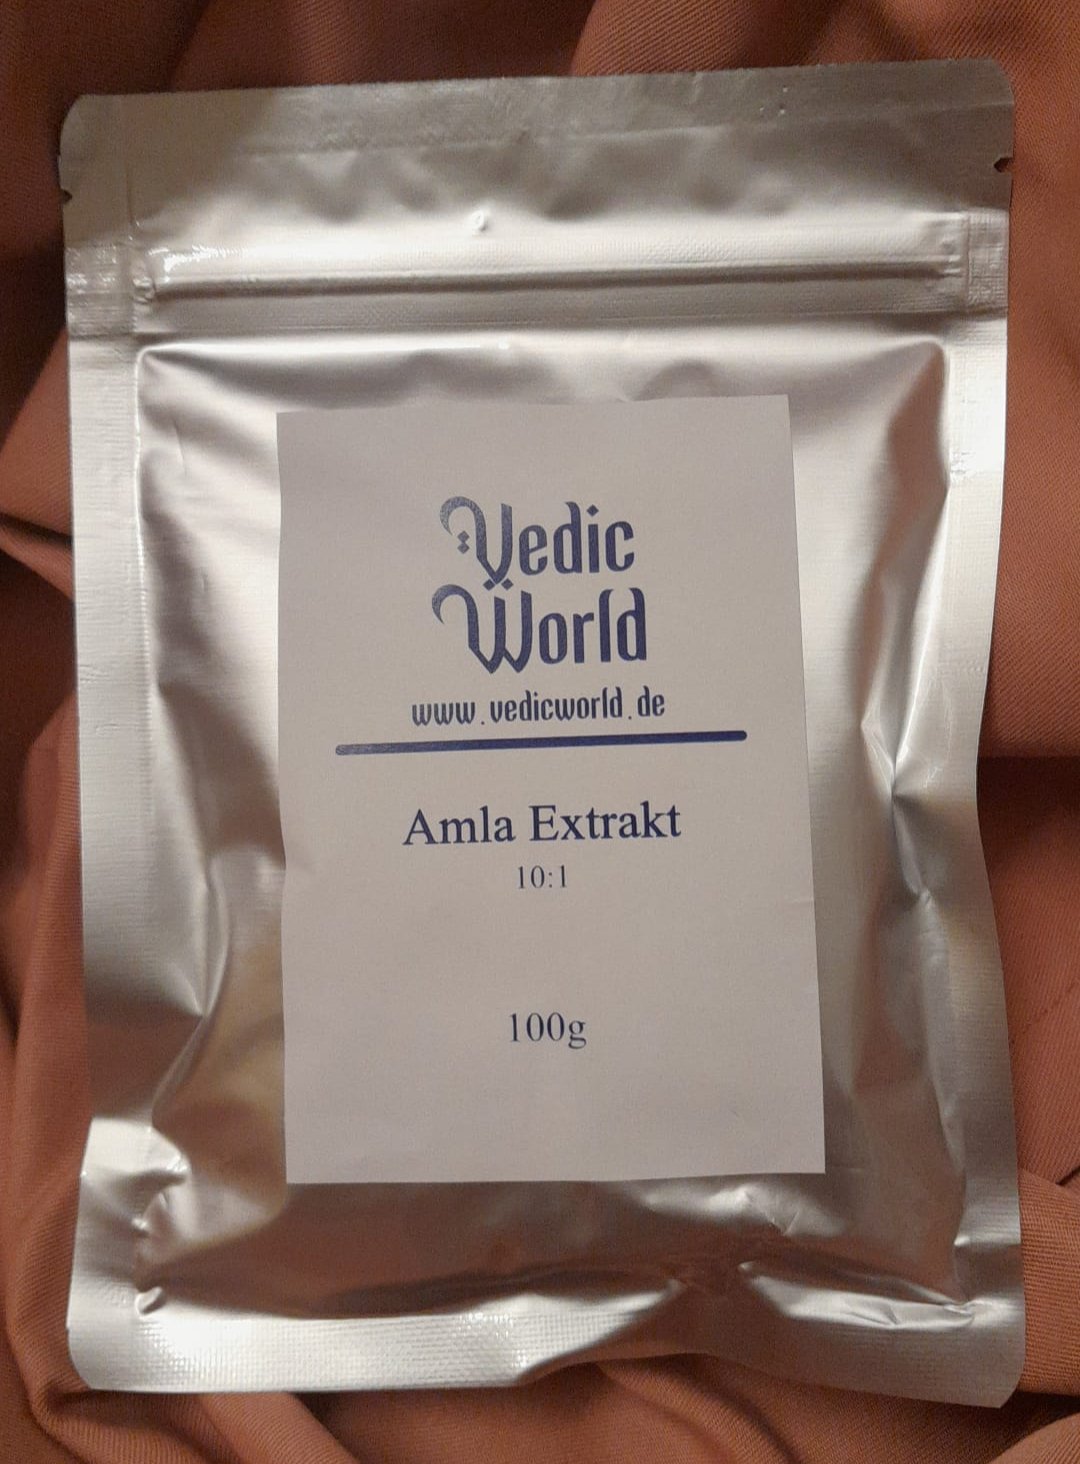 Vedic
World
www.vedicworld.de
Amla Extrakt
10:1
100g